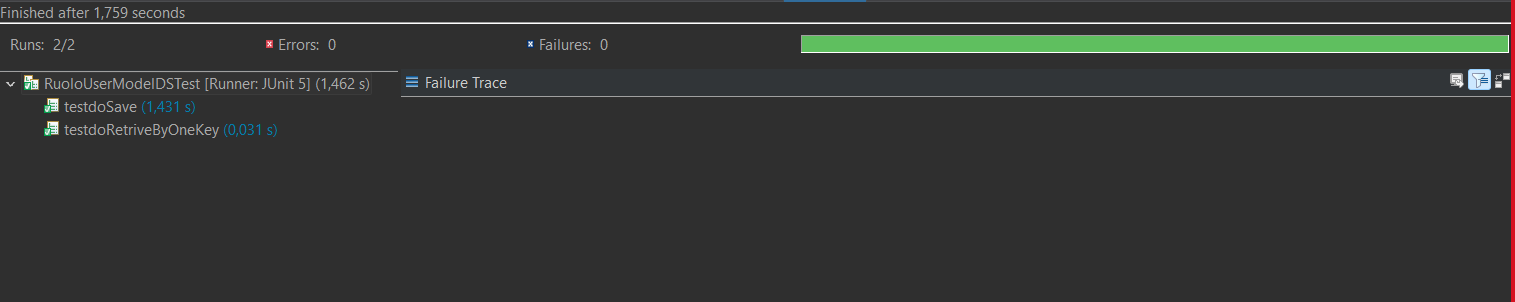 Finished after 1,759 seconds
Runs: 2/2 Errors: 0 Failures: 0
RuoloUserModelDSTest [Runner: JUnit 5] (1,462 s)
Failure Trace
testdoSave (1,431 s)
testdoRetriveByOneKey (0,031 s)